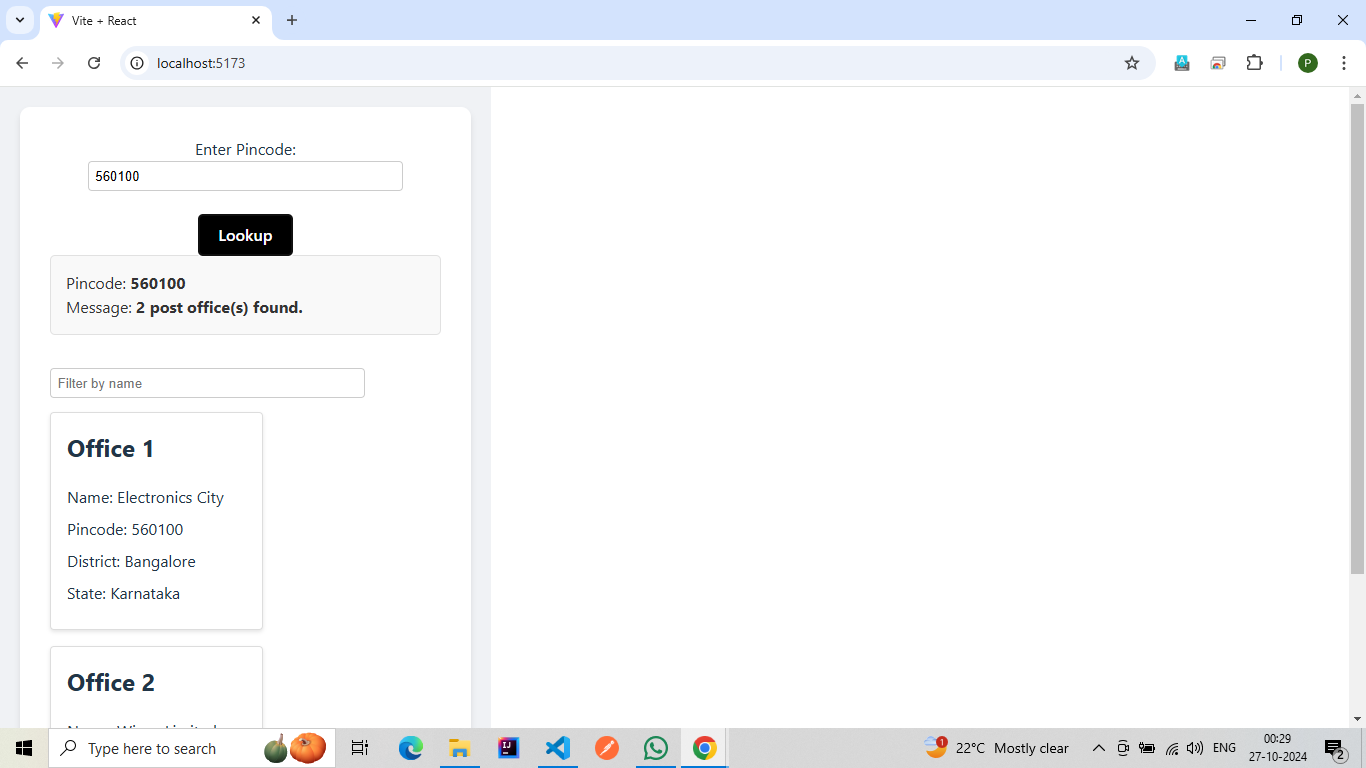 Vite + React
localhost:5173
P
Enter Pincode:
560100
Lookup
Pincode: 560100
Message: 2 post office(s) found.
Filter by name
Office 1
Name: Electronics City
Pincode: 560100
District: Bangalore
State: Karnataka
Office 2
Type here to search
1
22°C Mostly clear
ENG
00:29
27-10-2024
2